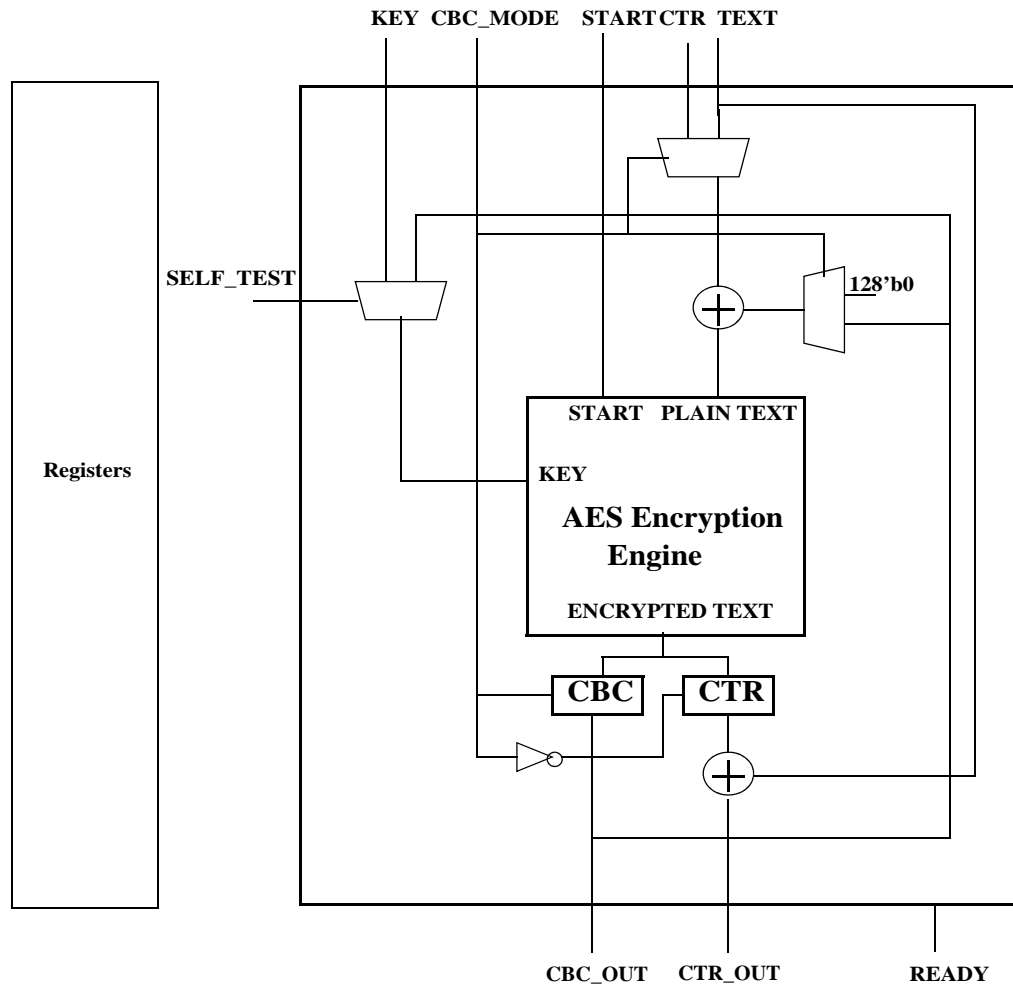 KEY CBC_MODE START CTR TEXT
SELF_TEST
128’b0
START PLAIN TEXT
Registers
KEY
AES Encryption
Engine
ENCRYPTED TEXT
CBC CTR
CBC_OUT CTR_OUT READY